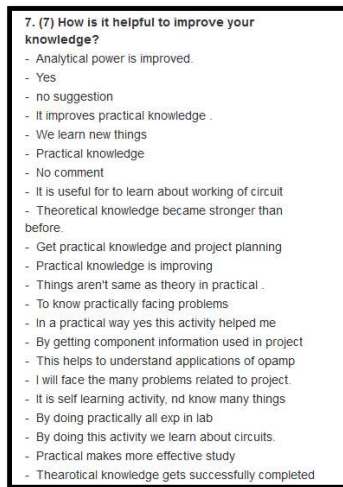 7. (7) How is it helpful to improve your
knowledge?
- Analytical power is improved.
- Yes
- no suggestion
- It improves practical knowledge .
- We learn new things
- Practical knowledge
- No comment
- It is useful for to learn about working of circuit
- Theoretical knowledge became stronger than
before.
- Get practical knowledge and project planning
- Practical knowledge is improving
- Things aren't same as theory in practical .
- To know practically facing problems
- In a practical way yes this activity helped me
- By getting component information used in project
- This helps to understand applications of opamp
- I will face the many problems related to project.
- It is self learning activity, nd know many things
- By doing practically all exp in lab
- By doing this activity we learn about circuits.
- Practical makes more effective study
- Thearotical knowledge gets successfully completed